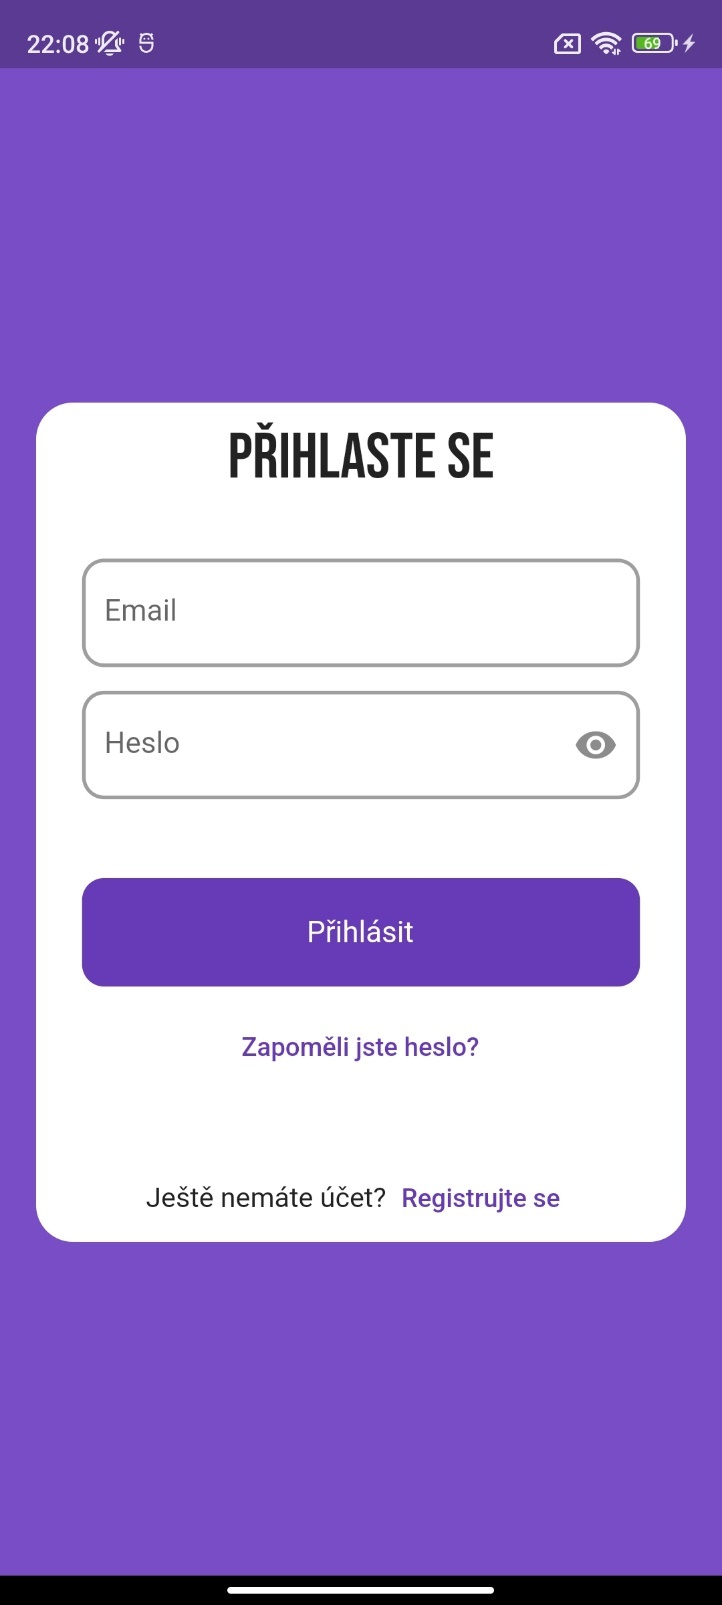 22:08
69
PŘIHLASTE SE
Email
Heslo
Přihlásit
Zapoměli jste heslo?
Ještě nemáte účet? Registrujte se